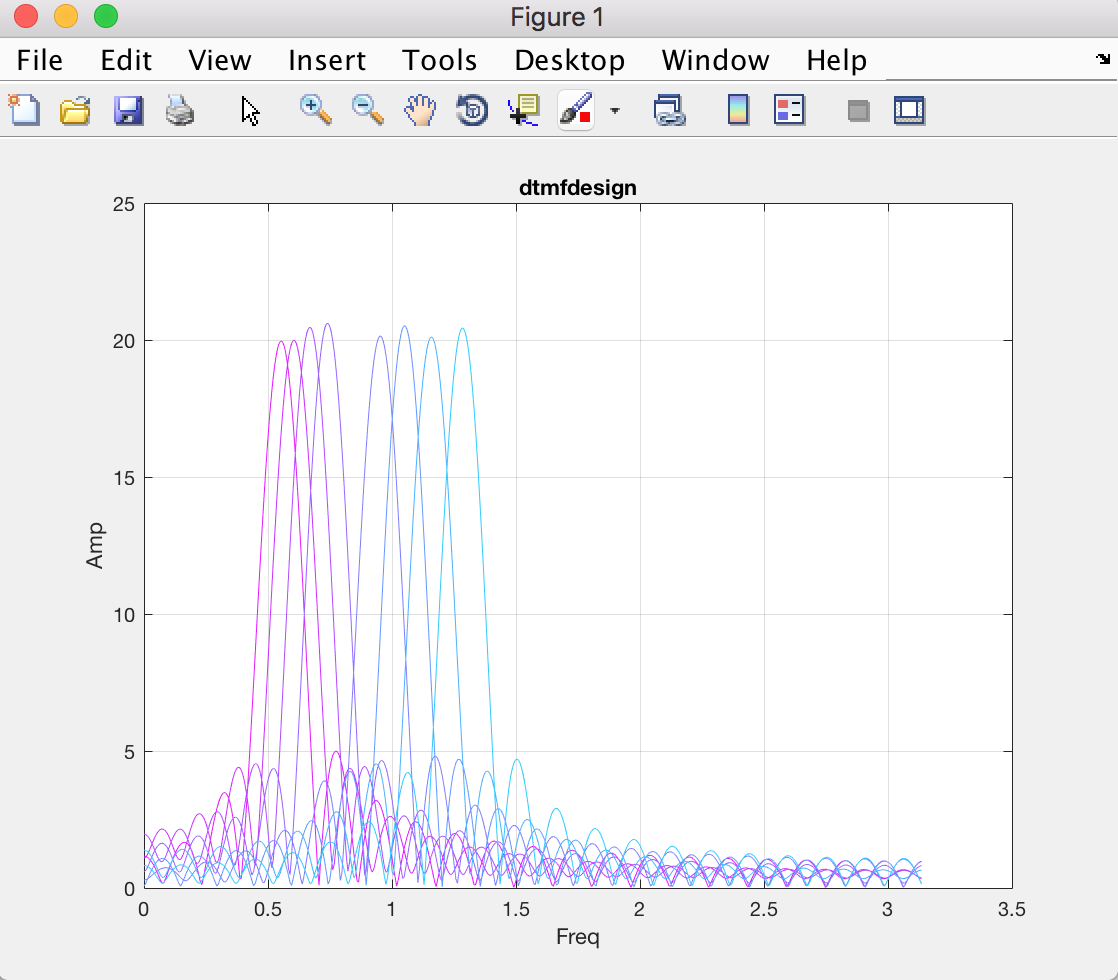 Figure 1
File Edit View Insert Tools Desktop Window Help
dtmfdesign
25
20
15
10
5
0
Amp
0 0.5 1 1.5 2 2.5 3 3.5
Freq